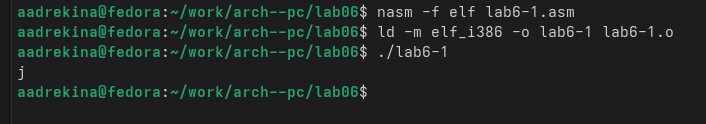 aadrekina@fedora:~/work/arch--pc/lab06$ nasm -f elf lab6-1.asm
aadrekina@fedora:~/work/arch--pc/lab06$ ld -m elf_i386 -o lab6-1 lab6-1.o
aadrekina@fedora:~/work/arch--pc/lab06$ ./lab6-1
j
aadrekina@fedora:~/work/arch--pc/lab06$